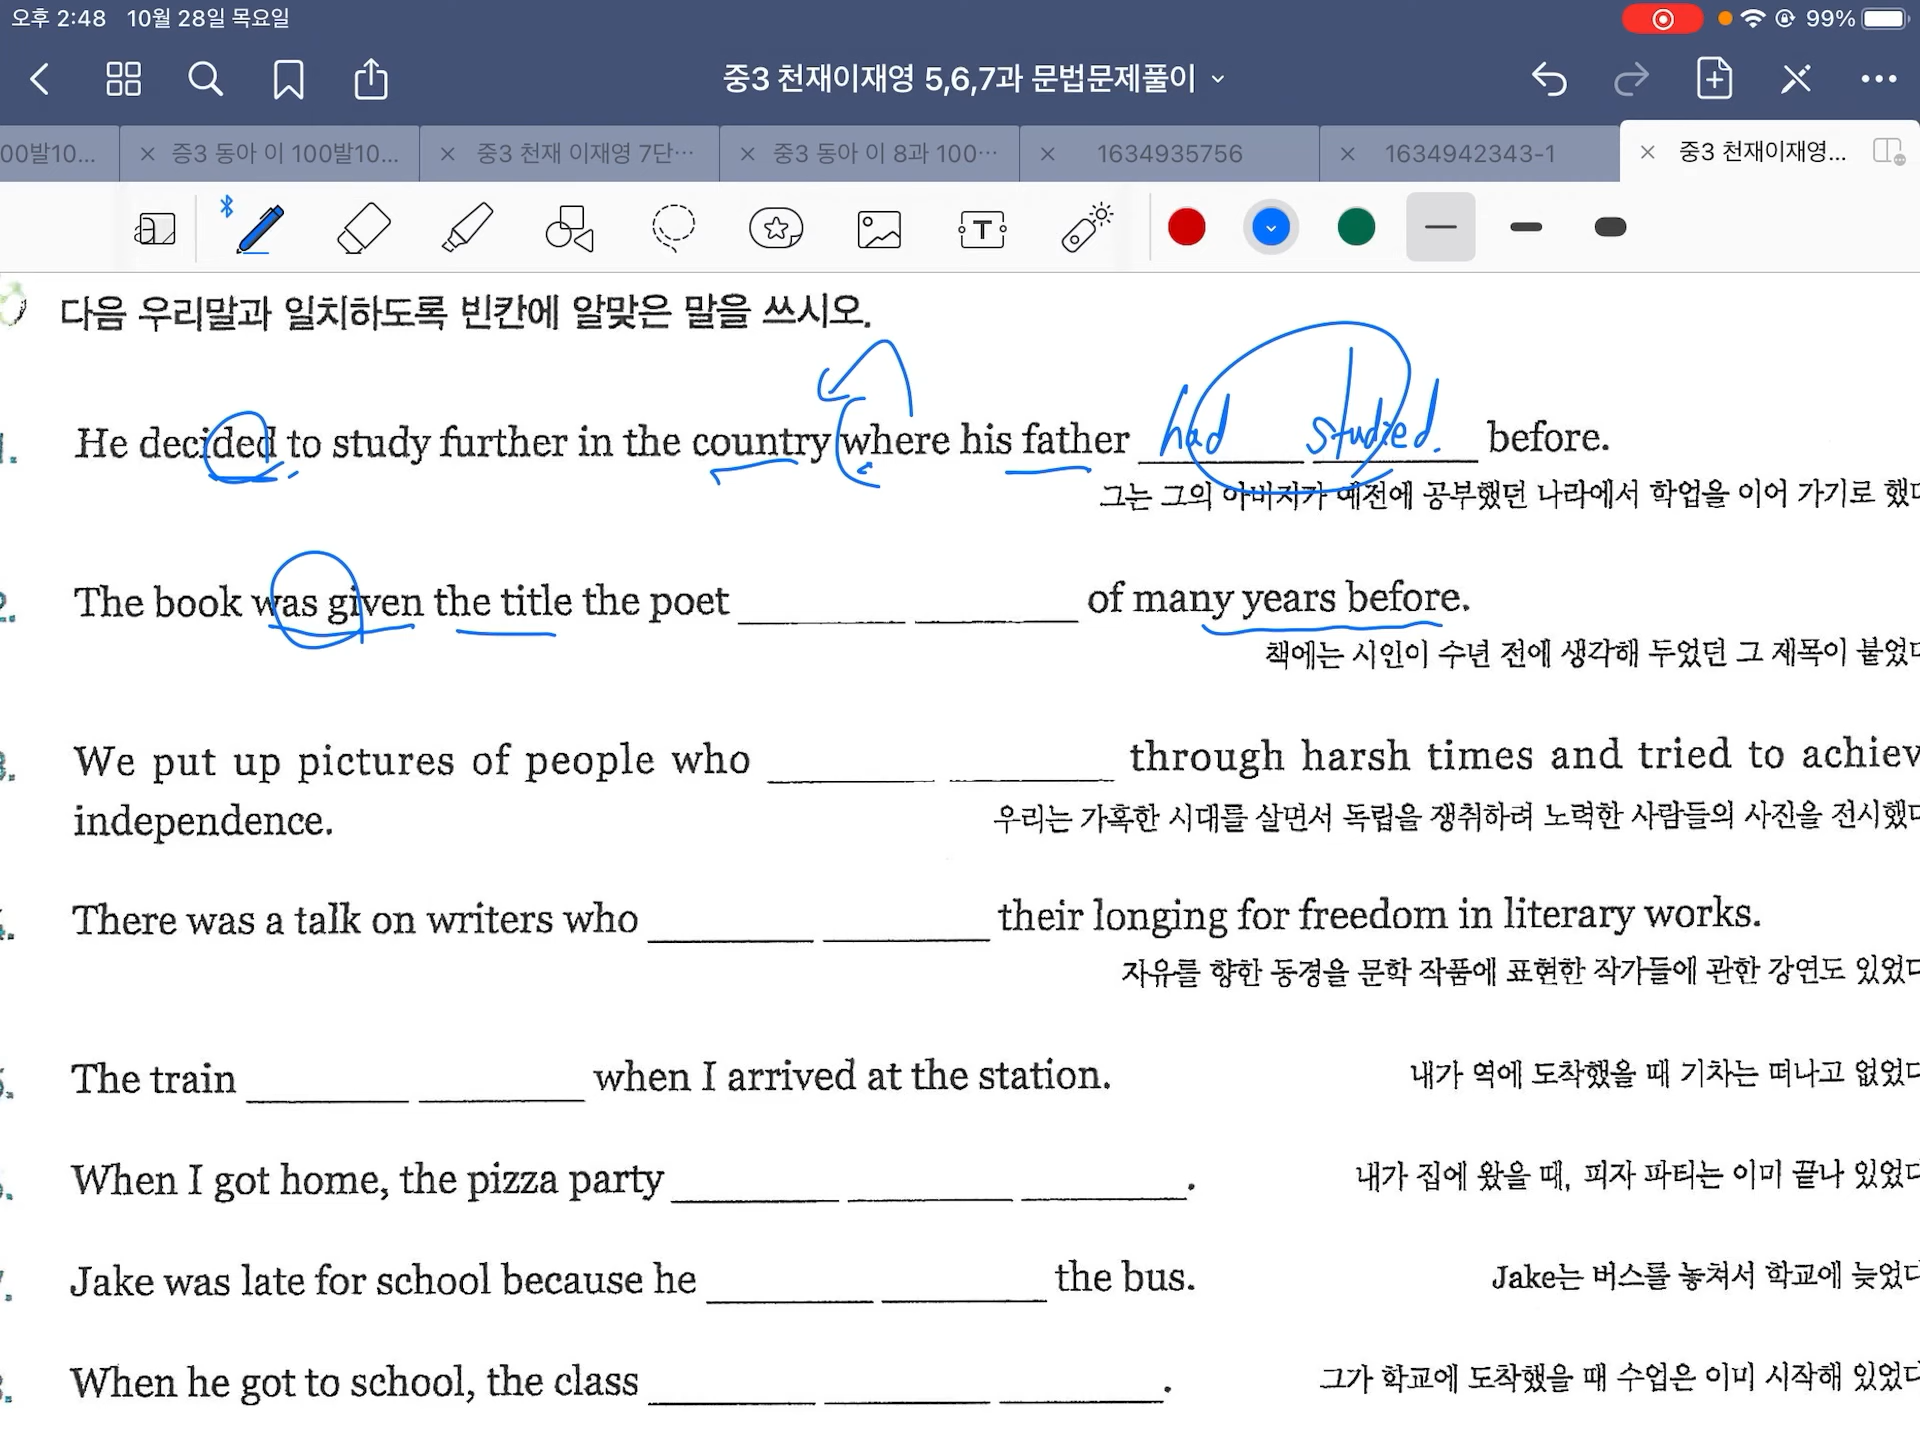 오후 2:48 10월 28일 목요일 99%
중3 천재이재영 5,6,7과 문법문제풀이
00발10... 증3 동아 이 100발10... 중3 천재 이재영 7단... 중3 동아 이 8과 100... 1634935756 1634942343-1 중3 천재이재영...
다음 우리말과 일치하도록 빈칸에 알맞은 말을 쓰시오.
1. He decided to study further in the country where his father had studied. before.
그는 그의 아버지가 예전에 공부했던 나라에서 학업을 이어 가기로 했
2. The book was given the title the poet of many years before.
책에는 시인이 수년 전에 생각해 두었던 그 제목이 붙었
3. We put up pictures of people who through harsh times and tried to achiev
independence.
우리는 가혹한 시대를 살면서 독립을 쟁취하려 노력한 사람들의 사진을 전시했
There was a talk on writers who their longing for freedom in literary works.
자유를 향한 동경을 문학 작품에 표현한 작가들에 관한 강연도 있었
The train when I arrived at the station. 내가 역에 도착했을 때 기차는 떠나고 없었
When I got home, the pizza party . 내가 집에 왔을 때, 피자 파티는 이미 끝나 있었
Jake was late for school because he the bus. Jake는 버스를 놓쳐서 학교에 늦었
When he got to school, the class . 그가 학교에 도착했을 때 수업은 이미 시작해 있었